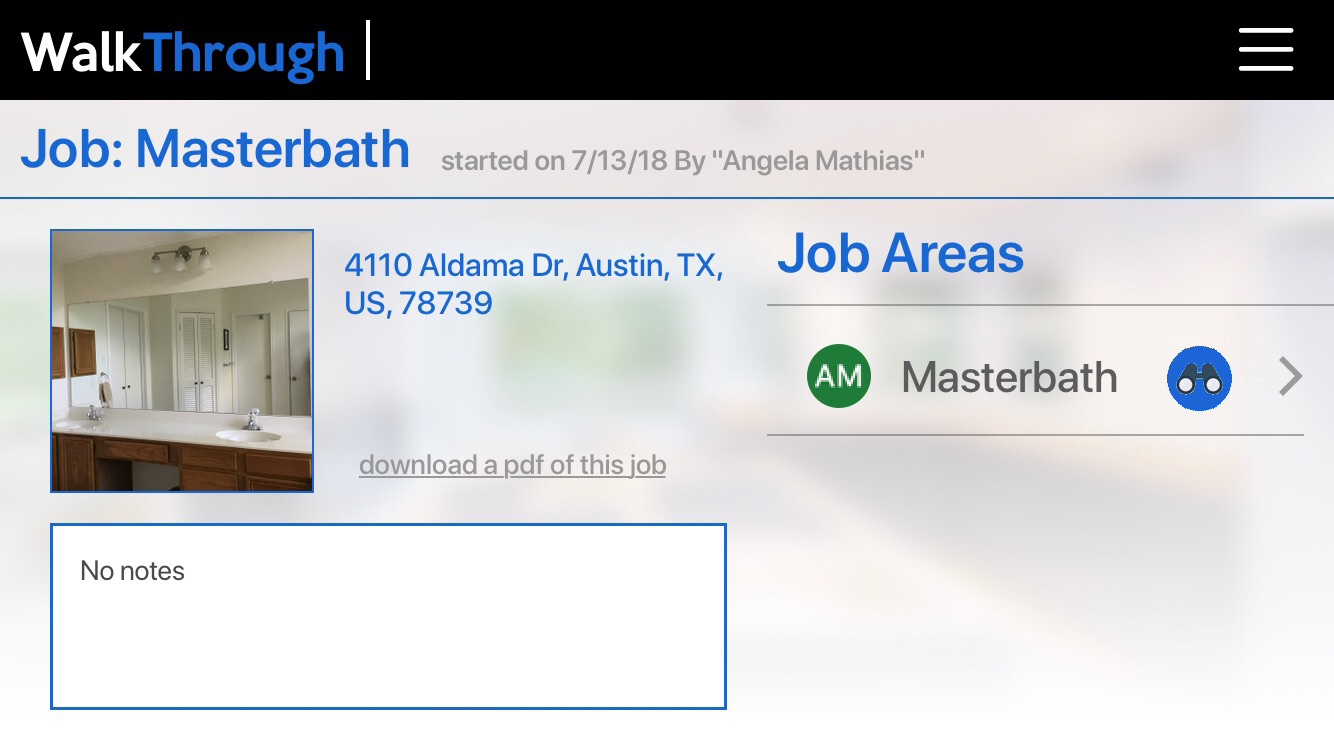 WalkThrough
Job: Masterbath
started on 7/13/18 By "Angela Mathias"
4110 Aldama Dr, Austin, TX,
US, 78739
download a pdf of this job
No notes
Job Areas
AM Masterbath